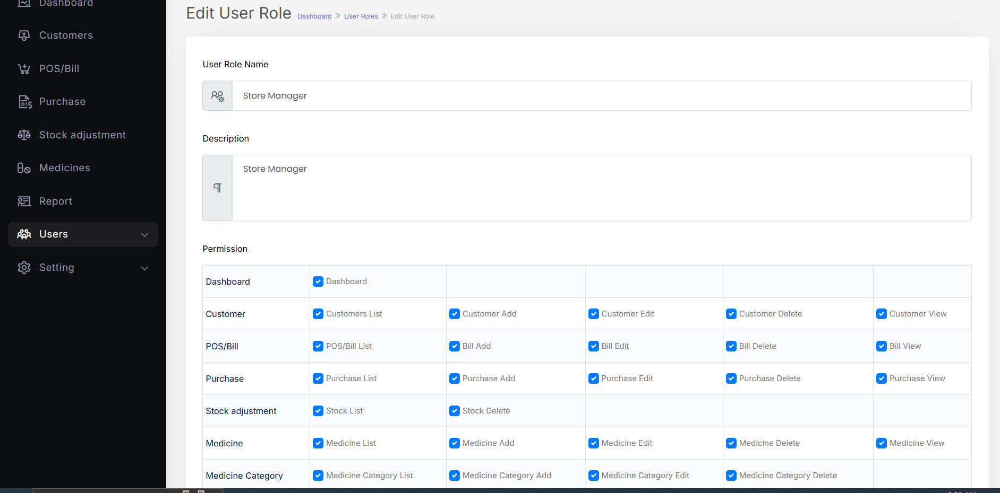 Dashboard
Customers
POS/Bill
Purchase
Stock adjustment
Medicines
Report
Users
Setting
Edit User Role Dashboard User Roles Edit User Role
User Role Name
Store Manager
Description
Store Manager
Permission
Dashboard Dashboard
Customer Customers List Customer Add Customer Edit Customer Delete Customer View
POS/Bill POS/Bill List Bill Add Bill Edit Bill Delete Bill View
Purchase Purchase List Purchase Add Purchase Edit Purchase Delete Purchase View
Stock adjustment Stock List Stock Delete
Medicine Medicine List Medicine Add Medicine Edit Medicine Delete Medicine View
Medicine Category Medicine Category List Medicine Category Add Medicine Category Edit Medicine Category Delete